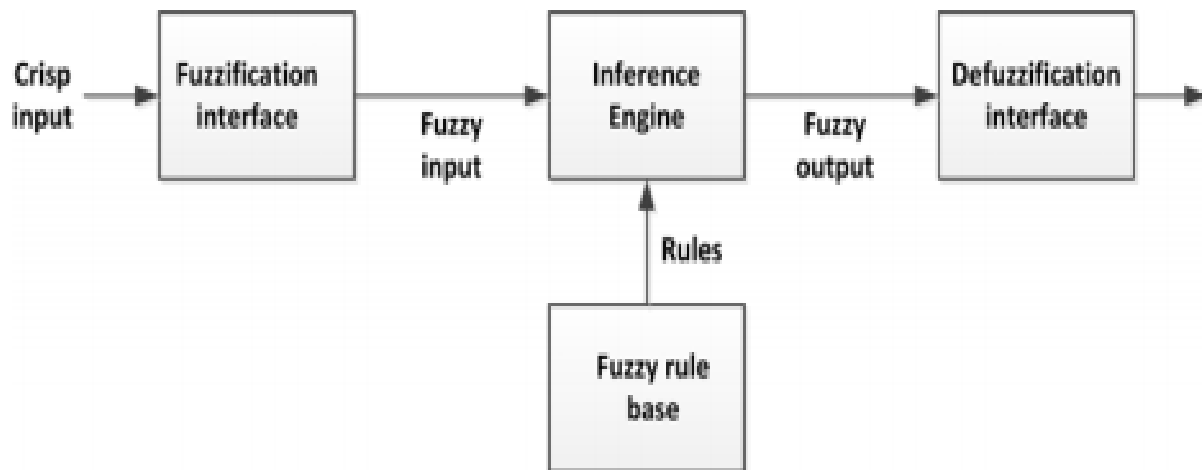 Crisp
input
Fuzzification
interface
Fuzzy
input
Inference
Engine
Fuzzy
output
Defuzzification
interface
Rules
Fuzzy rule
base